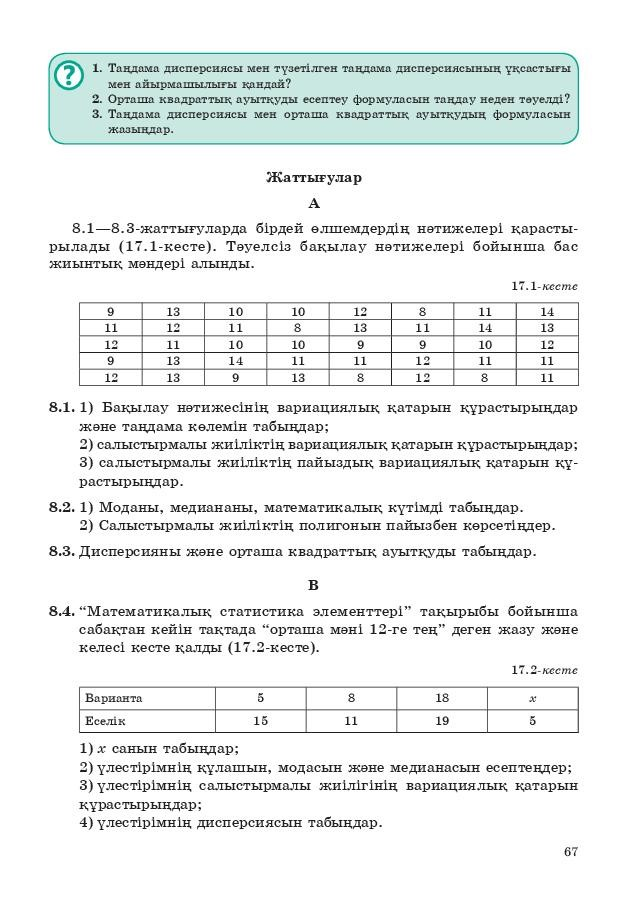 ?
1. Таңдама дисперсиясы мен түзетілген таңдама дисперсиясының ұқсастығы
мен айырмашылығы қандай?
2. Орташа квадраттық ауытқуды есептеу формуласын таңдау неден тәуелді?
3. Таңдама дисперсиясы мен орташа квадраттық ауытқудың формуласын
жазыңдар.
Жаттығулар
А
8.1—8.3-жаттығуларда бірдей өлшемдердің нәтижелері қарасты-
рылады (17.1-кесте). Тәуелсіз бақылау нәтижелері бойынша бас
жиынтық мәндері алынды.
17.1-кесте
9 13 10 10 12 8 11 14
11 12 11 8 13 11 14 13
12 11 10 10 9 9 10 12
9 13 14 11 11 12 11 11
12 13 9 13 8 12 8 11
8.1. 1) Бақылау нәтижесінің вариациялық қатарын құрастырыңдар
және таңдама көлемін табыңдар;
2) салыстырмалы жиіліктің вариациялық қатарын құрастырыңдар;
3) салыстырмалы жиіліктің пайыздық вариациялық қатарын құ-
растырыңдар.
8.2. 1) Моданы, медиананы, математикалық күтімді табыңдар.
2) Салыстырмалы жиіліктің полигонын пайызбен көрсетіңдер.
8.3. Дисперсияны және орташа квадраттық ауытқуды табыңдар.
В
8.4. “Математикалық статистика элементтері” тақырыбы бойынша
сабақтан кейін тақтада “орташа мәні 12-ге тең” деген жазу және
келесі кесте қалды (17.2-кесте).
17.2-кесте
Варианта 5 8 18 x
Еселік 15 11 19 5
1) x санын табыңдар;
2) үлестірімнің құлашын, модасын және медианасын есептеңдер;
3) үлестірімнің салыстырмалы жиілігінің вариациялық қатарын
құрастырыңдар;
4) үлестірімнің дисперсиясын табыңдар.
67